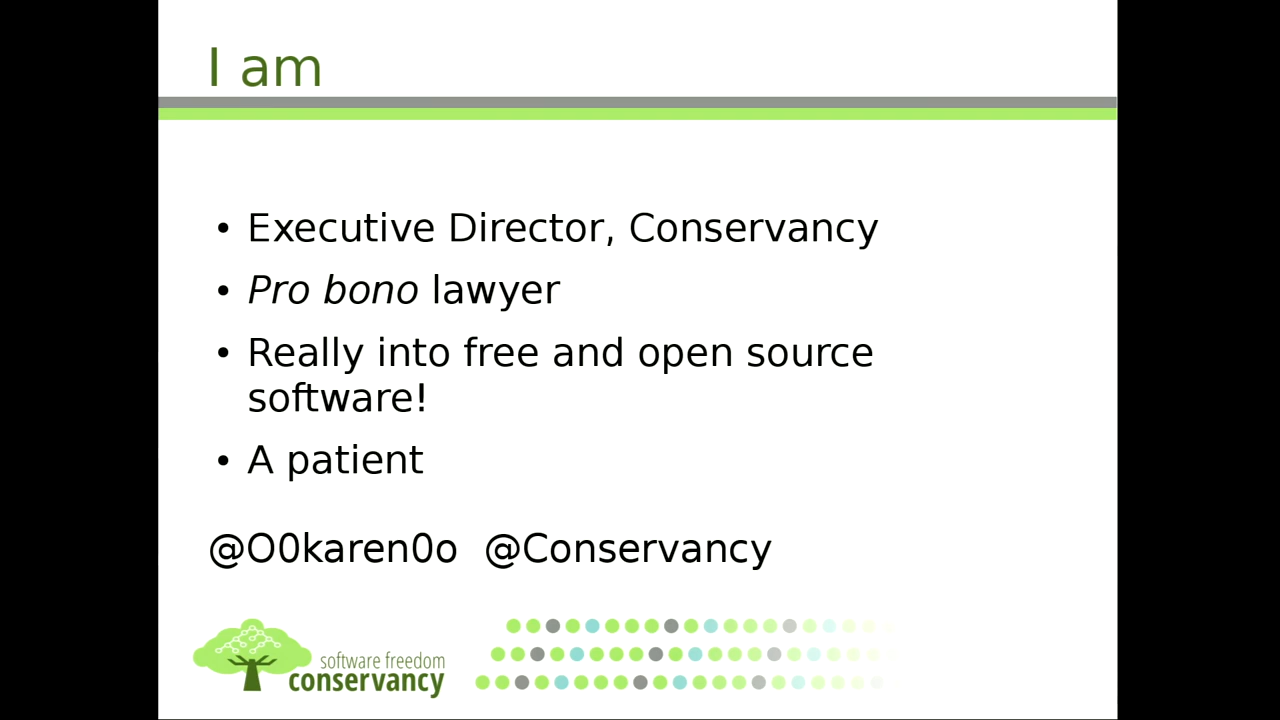 I am
• Executive Director, Conservancy
• Pro bono lawyer
• Really into free and open source
software!
• A patient
@O0karen0o @Conservancy
software freedom
conservancy